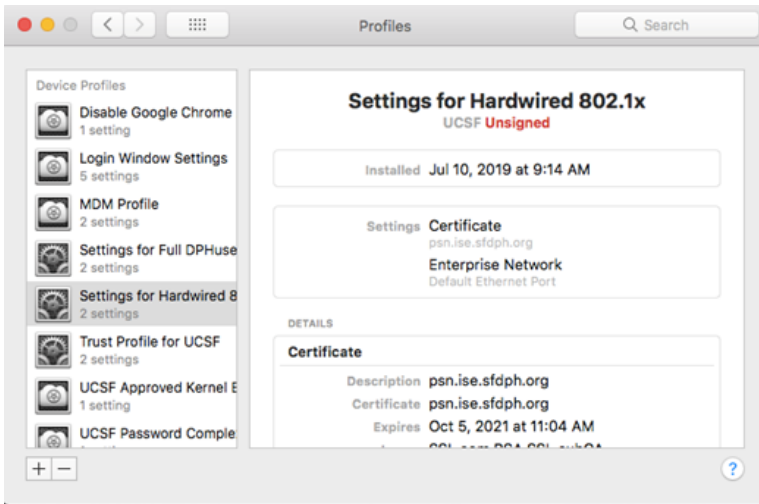 Profiles
Search
Device Profiles
Disable Google Chrome
1 setting
Login Window Settings
5 settings
MDM Profile
2 settings
Settings for Full DPHuse
2 settings
Settings for Hardwired 8
2 settings
Trust Profile for UCSF
2 settings
UCSF Approved Kernel E
1 setting
UCSF Password Comple
Settings for Hardwired 802.1x
UCSF Unsigned
Installed Jul 10, 2019 at 9:14 AM
Settings Certificate
psn.ise.sfdph.org
Enterprise Network
Default Ethernet Port
DETAILS
Certificate
Description psn.ise.sfdph.org
Certificate psn.ise.sfdph.org
Expires Oct 5, 2021 at 11:04 AM
+ −
?